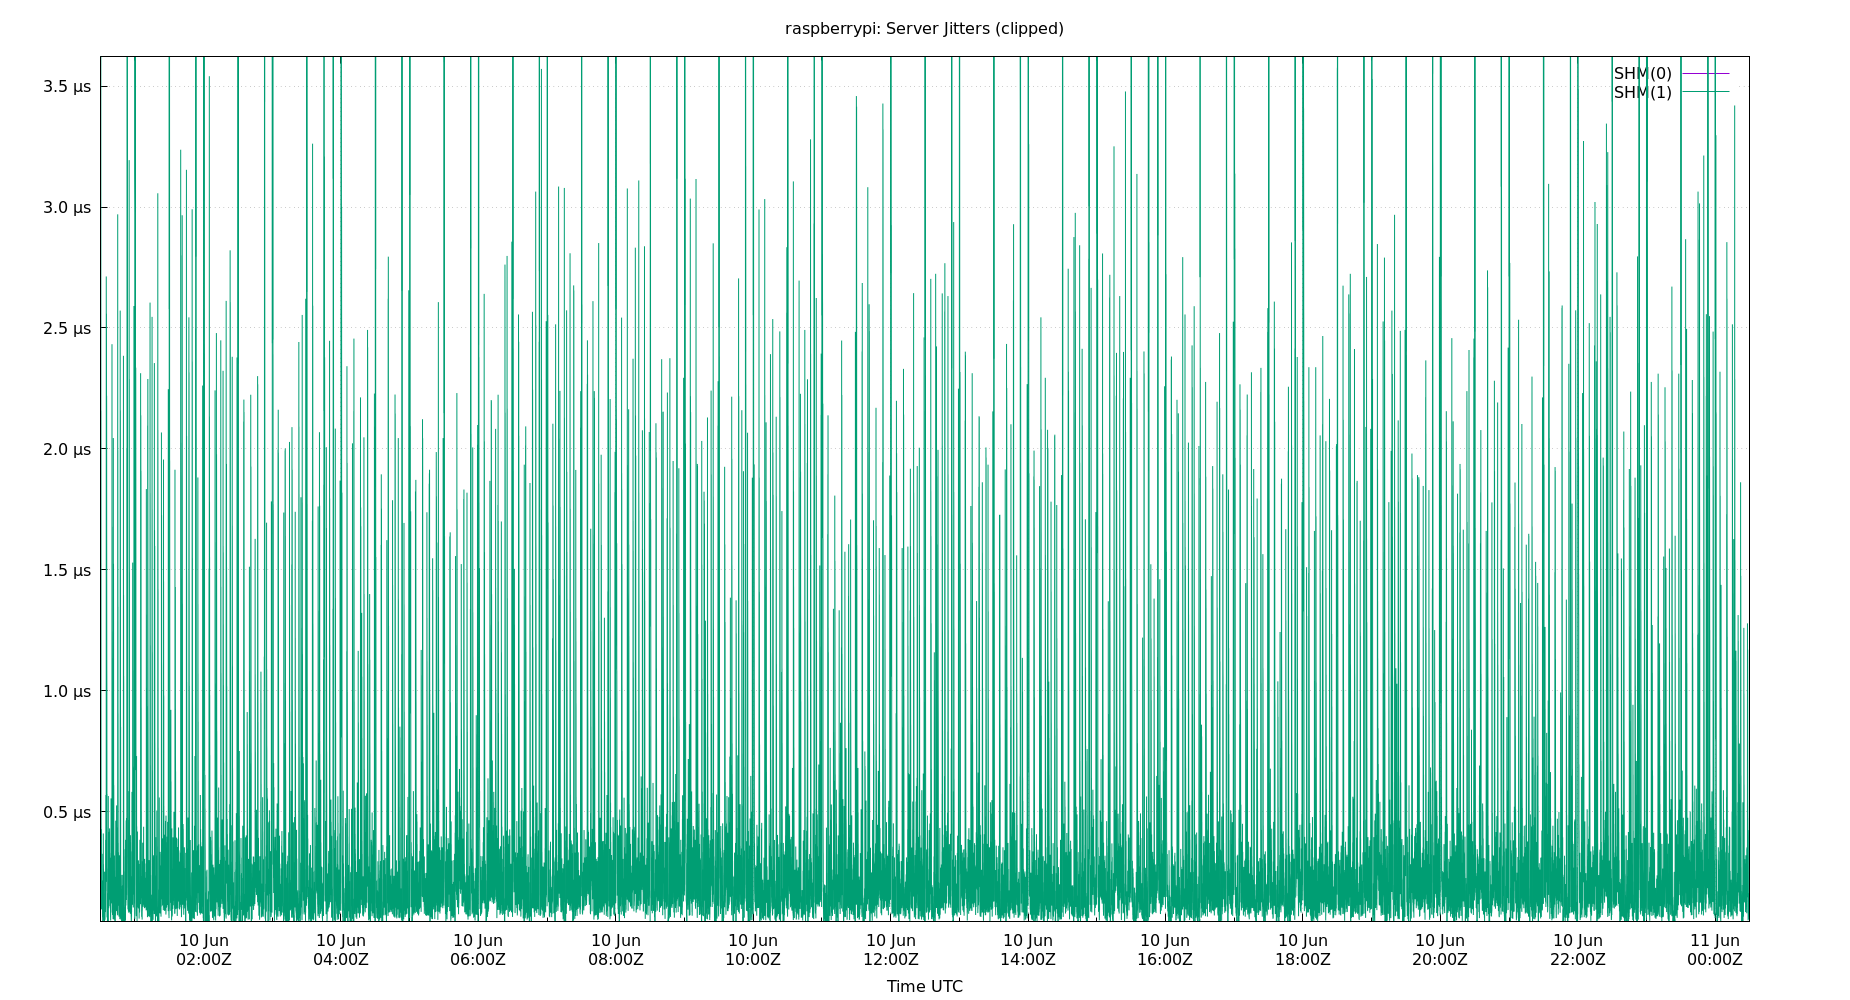 raspberrypi: Server Jitters (clipped)
3.5 µs
3.0 µs
2.5 µs
2.0 µs
1.5 µs
1.0 µs
0.5 µs
SHM(0)
SHM(1)
10 Jun 10 Jun 10 Jun 10 Jun 10 Jun 10 Jun 10 Jun 10 Jun 10 Jun 10 Jun 10 Jun 11 Jun
02:00Z 04:00Z 06:00Z 08:00Z 10:00Z 12:00Z 14:00Z 16:00Z 18:00Z 20:00Z 22:00Z 00:00Z
Time UTC